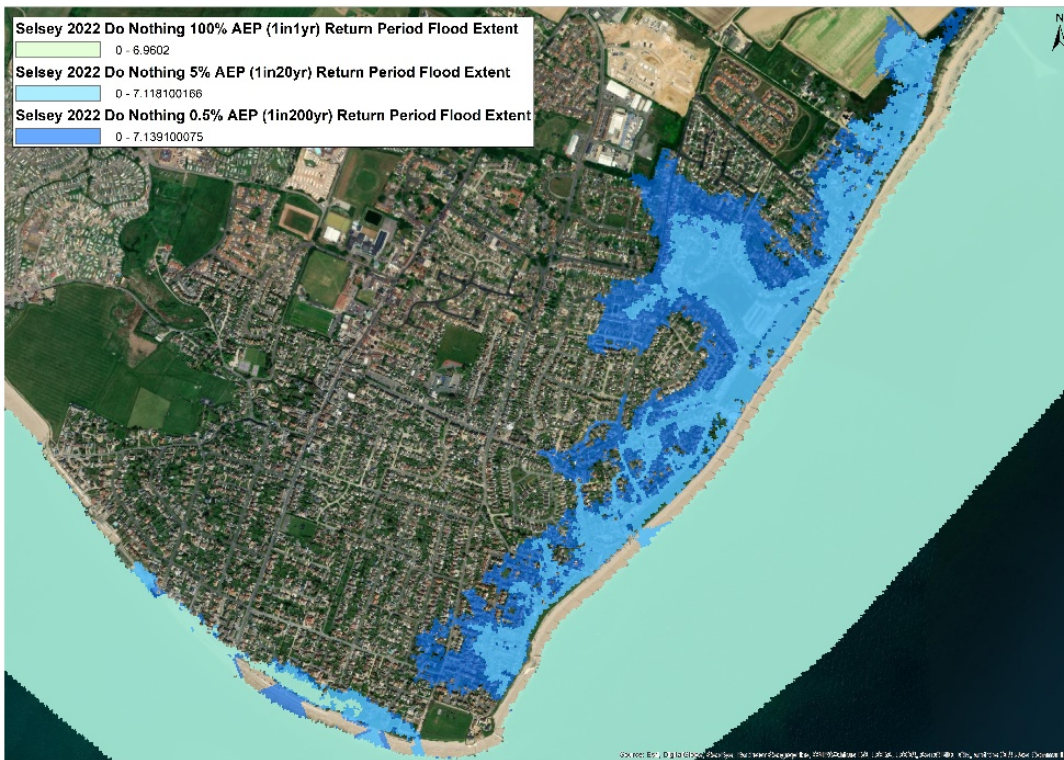 Selsey 2022 Do Nothing 100% AEP (1in1yr) Return Period Flood Extent
0 - 6.9602
Selsey 2022 Do Nothing 5% AEP (1in20yr) Return Period Flood Extent
0 - 7.118100166
Selsey 2022 Do Nothing 0.5% AEP (1in200yr) Return Period Flood Extent
0 - 7.139100075
N
Source: Esri,